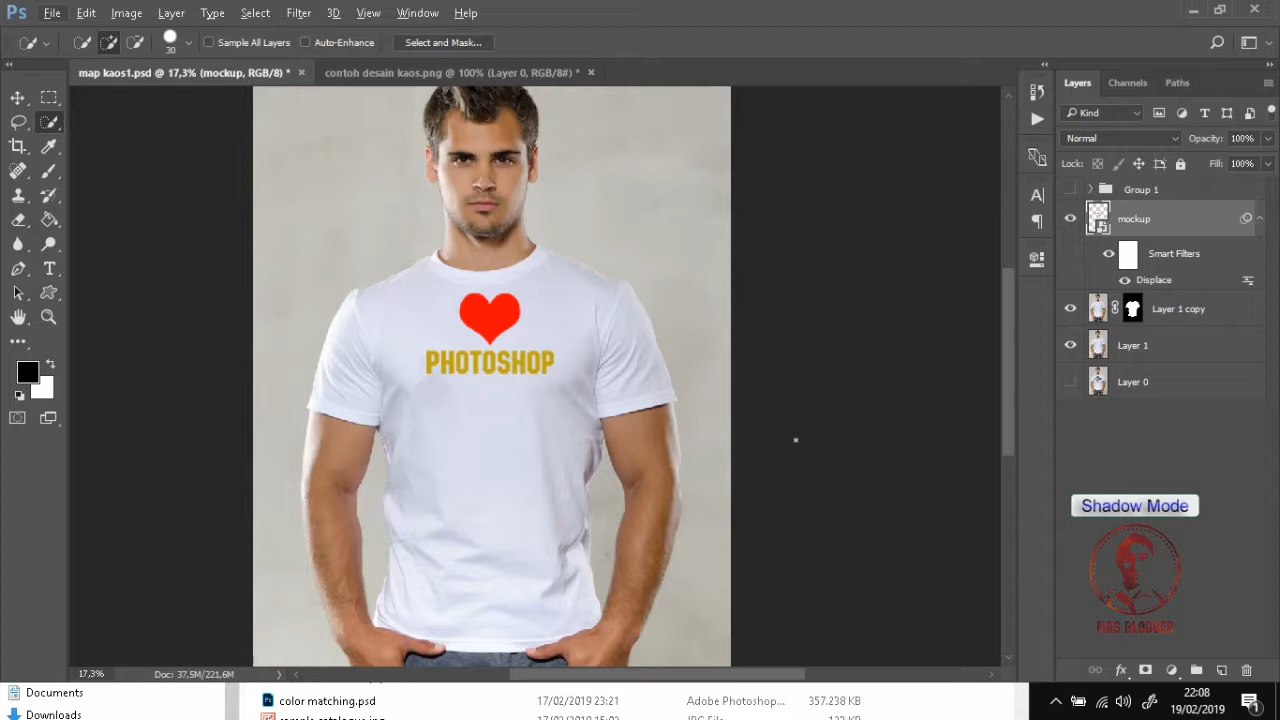 Ps File Edit Image Layer Type Select Filter 3D View Window Help
30 Sample All Layers Auto-Enhance Select and Mask...
map kaos1.psd @ 17,3% (mockup, RGB/8) * × contoh desain kaos.png @ 100% (Layer 0, RGB/8#) * ×
PHOTOSHOP
Layers Channels Paths
Kind
Normal Opacity: 100%
Lock: Fill: 100%
Group 1
mockup
Smart Filters
Displace
Layer 1 copy
Layer 1
Layer 0
Shadow Mode
MAS BLOGGER
17,3% Doc: 37,5M/221,6M
Documents
Downloads
color matching.psd 17/02/2019 23:21 Adobe Photoshop... 357.238 KB
22:08
19/02/2019
1